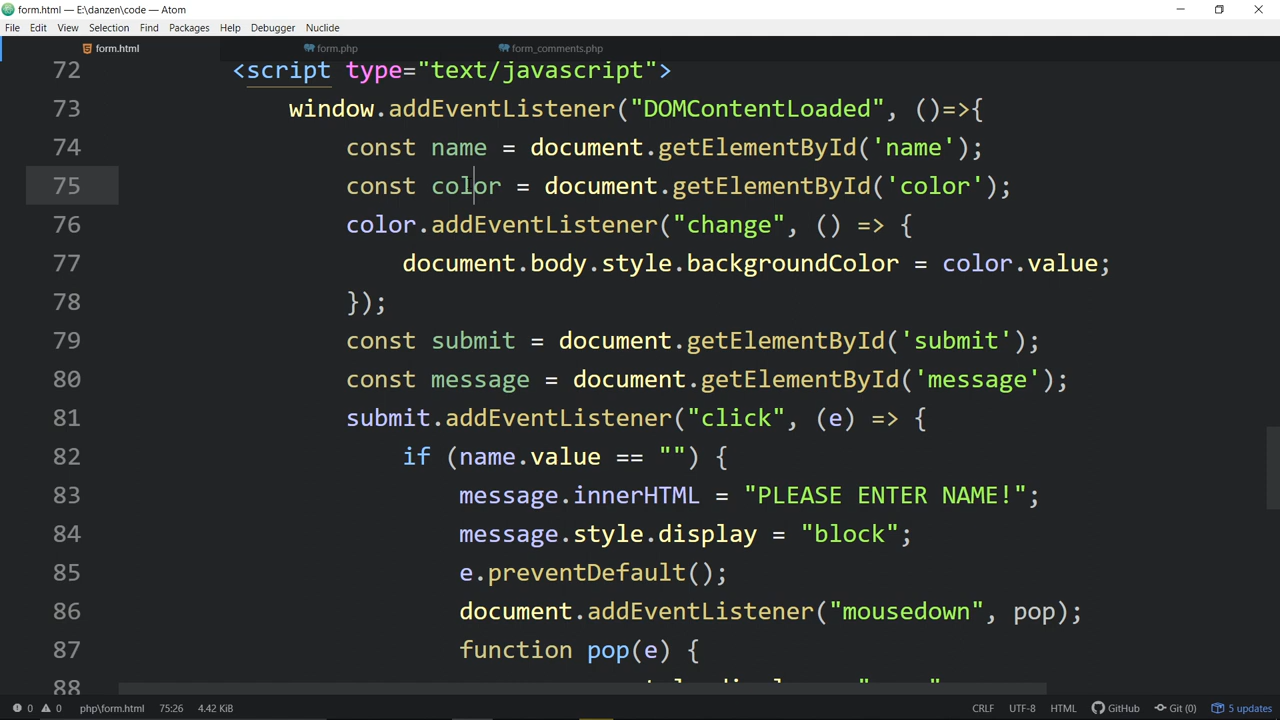 form.html — E:\danzen\code — Atom
File Edit View Selection Find Packages Help Debugger Nuclide
form.html form.php form_comments.php
72 <script type="text/javascript">
73 window.addEventListener("DOMContentLoaded", ()=>{
74 const name = document.getElementById('name');
75 const color = document.getElementById('color');
76 color.addEventListener("change", () => {
77 document.body.style.backgroundColor = color.value;
78 });
79 const submit = document.getElementById('submit');
80 const message = document.getElementById('message');
81 submit.addEventListener("click", (e) => {
82 if (name.value == "") {
83 message.innerHTML = "PLEASE ENTER NAME!";
84 message.style.display = "block";
85 e.preventDefault();
86 document.addEventListener("mousedown", pop);
87 function pop(e) {
88
0 0 php\form.html 75:26 4.42 KiB CRLF UTF-8 HTML GitHub Git (0) 5 updates